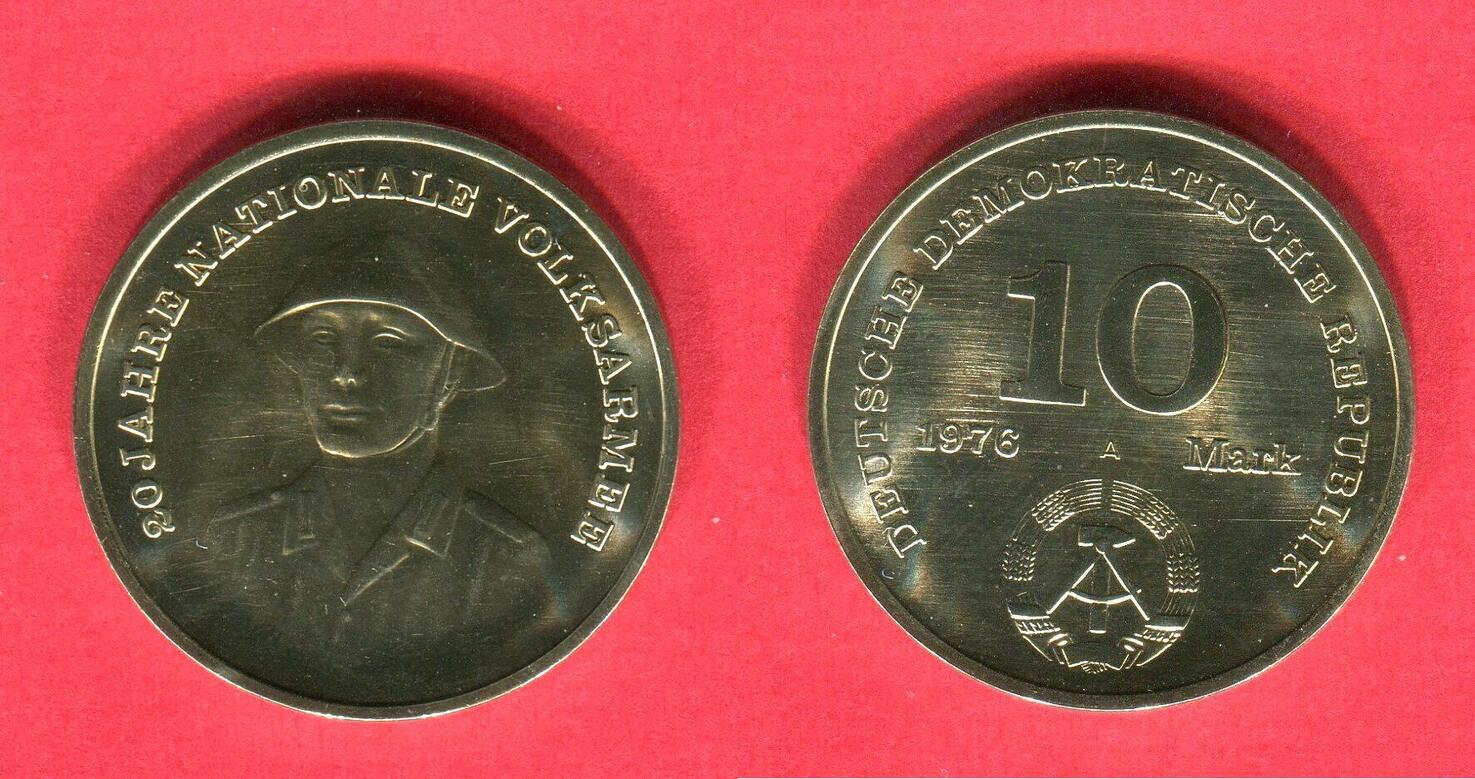 20 JAHRE NATIONALE VOLKSARMEE
DEUTSCHE DEMOKRATISCHE REPUBLIK
10
1976 A Mark